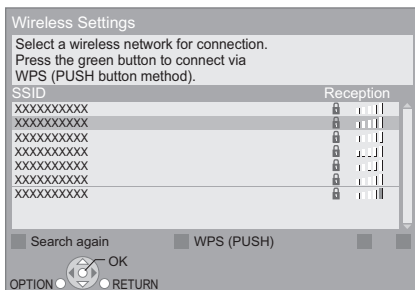 Wireless Settings
Select a wireless network for connection.
Press the green button to connect via
WPS (PUSH button method).
SSID Reception
XXXXXXXXXX
XXXXXXXXXX
XXXXXXXXXX
XXXXXXXXXX
XXXXXXXXXX
XXXXXXXXXX
XXXXXXXXXX
Search again WPS (PUSH)
OK
OPTION RETURN